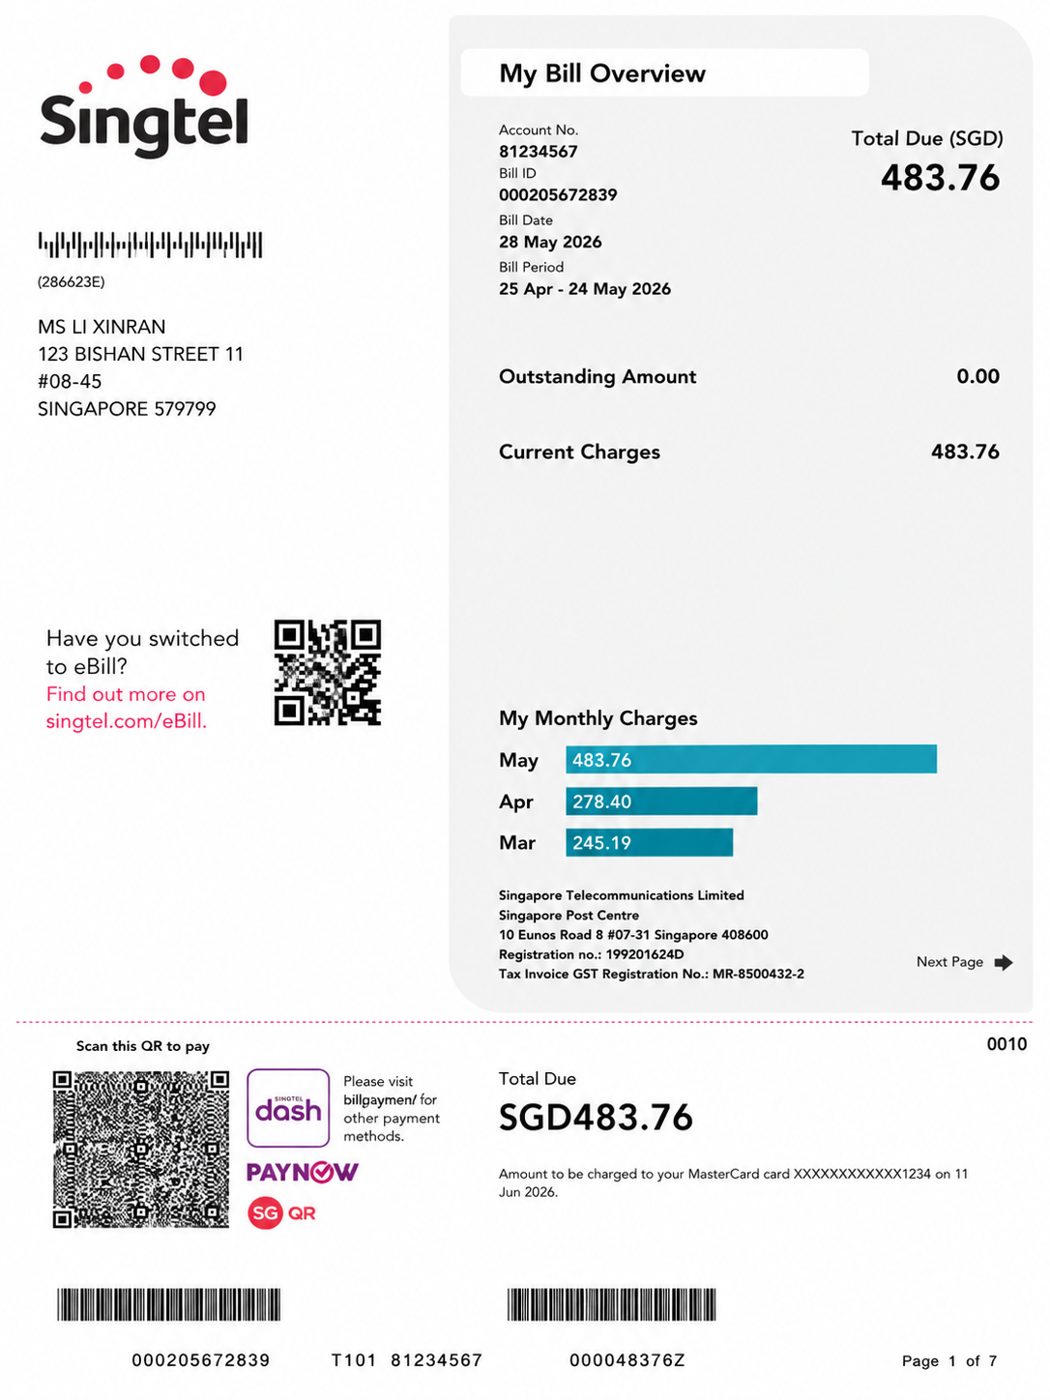 Singtel
(286623E)
MS LI XINRAN
123 BISHAN STREET 11
#08-45
SINGAPORE 579799
Have you switched
to eBill?
Find out more on
singtel.com/eBill.
My Bill Overview
Account No.
81234567
Bill ID
000205672839
Bill Date
28 May 2026
Bill Period
25 Apr - 24 May 2026
Total Due (SGD)
483.76
Outstanding Amount 0.00
Current Charges 483.76
My Monthly Charges
May 483.76
Apr 278.40
Mar 245.19
Singapore Telecommunications Limited
Singapore Post Centre
10 Eunos Road 8 #07-31 Singapore 408600
Registration no.: 199201624D
Tax Invoice GST Registration No.: MR-8500432-2
Next Page
Scan this QR to pay
SINGTEL
dash
PAYNOW
SG QR
Please visit
billgaymen/ for
other payment
methods.
0010
Total Due
SGD483.76
Amount to be charged to your MasterCard card XXXXXXXXXXXX1234 on 11
Jun 2026.
000205672839 T101 81234567 000048376Z Page 1 of 7